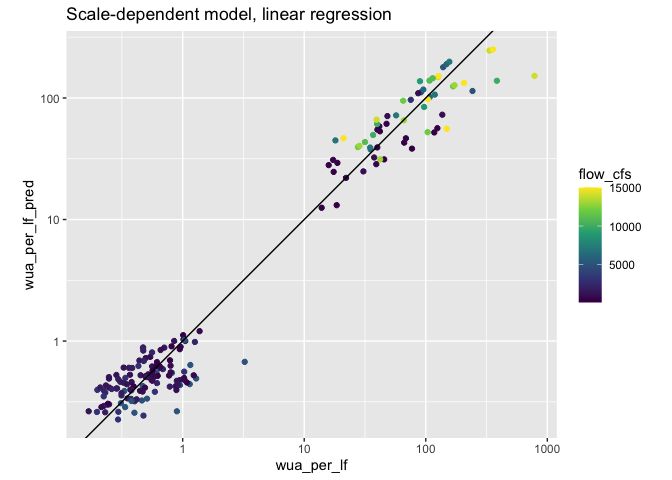 Scale-dependent model, linear regression
wua_per_lf_pred
100
10
1
1
10
100
1000
wua_per_lf
flow_cfs
15000
10000
5000